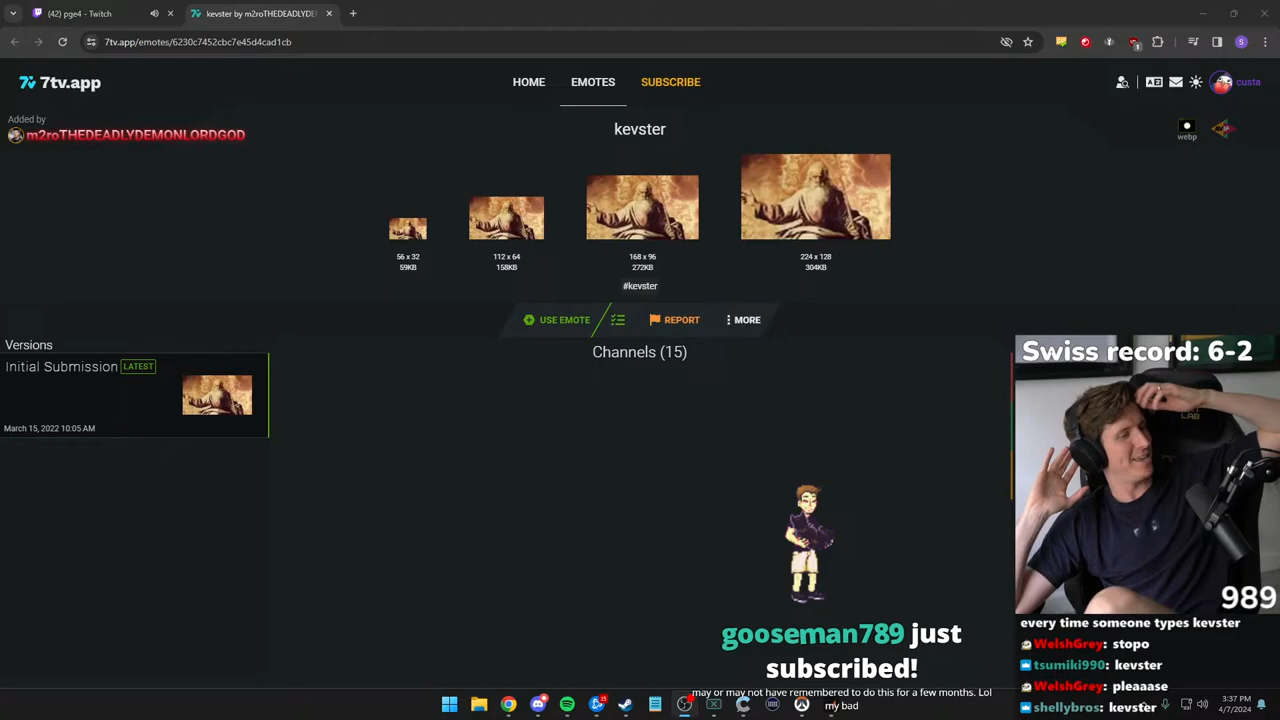 (42) pge4 - Twitch
kevster by m2roTHEDEADLYDEM
7tv.app/emotes/6230c7452cbc7e45d4cad1cb
7tv.app
HOME
EMOTES
SUBSCRIBE
custa
Added by
m2roTHEDEADLYDEMONLORDGOD
kevster
webp
56 x 32
59KB
112 x 64
158KB
168 x 96
272KB
224 x 128
304KB
#kevster
USE EMOTE
REPORT
MORE
Versions
Initial Submission LATEST
March 15, 2022 10:05 AM
Channels (15)
Swiss record: 6-2
989
gooseman789 just
subscribed!
may or may not have remembered to do this for a few months. Lol
my bad
every time someone types kevster
WelshGrey: stopo
tsumiki990: kevster
WelshGrey: pleaaase
shellybros: kevster
3:37 PM
4/7/2024